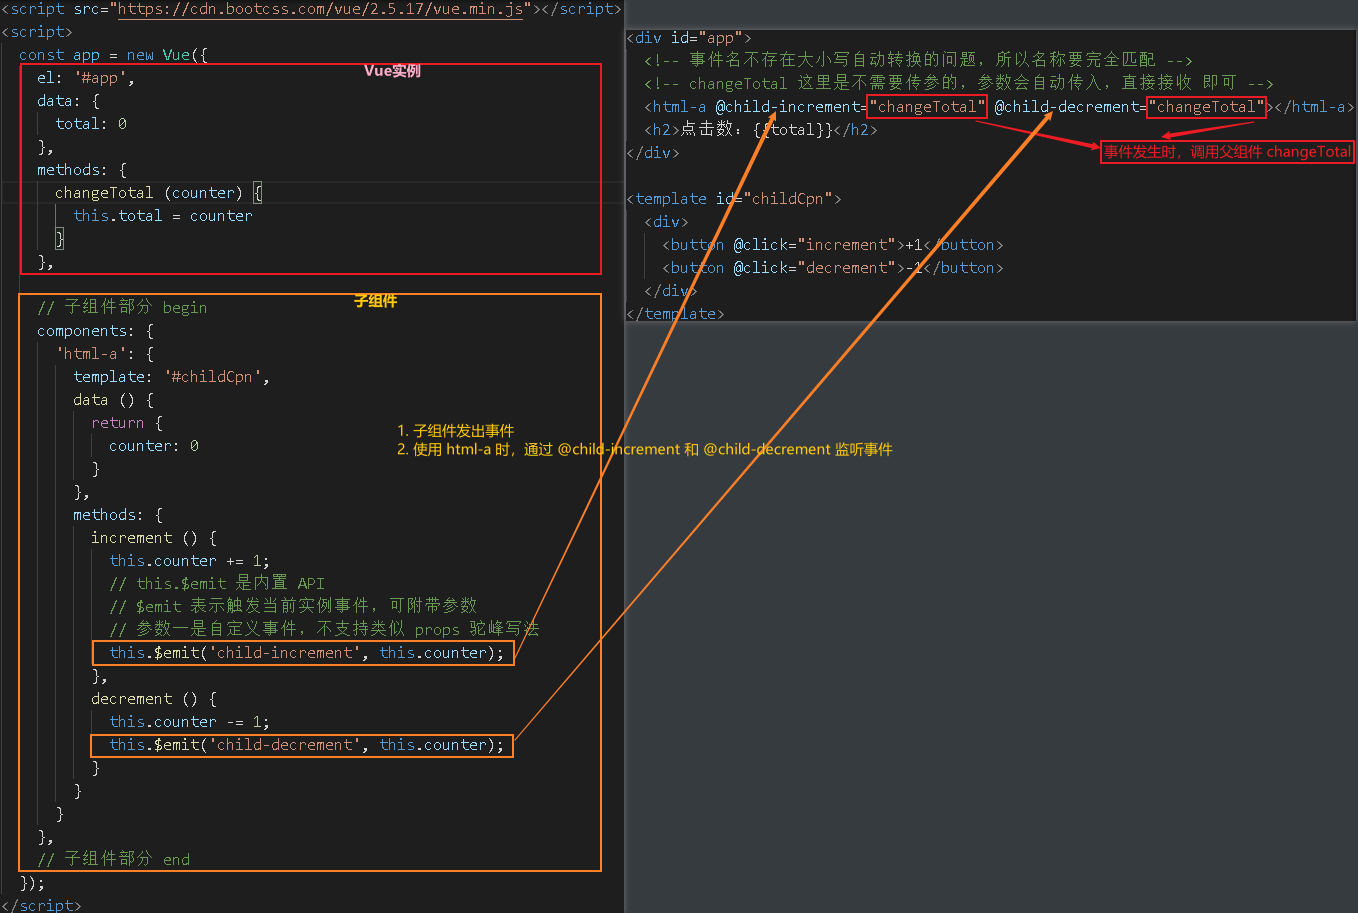 <script src="https://cdn.bootcss.com/vue/2.5.17/vue.min.js"></script>
<script>
const app = new Vue({
Vue实例
el: '#app',
data: {
total: 0
},
methods: {
changeTotal (counter) {
this.total = counter
}
},
子组件
// 子组件部分 begin
components: {
'html-a': {
template: '#childCpn',
data () {
return {
counter: 0
}
},
methods: {
increment () {
this.counter += 1;
// this.$emit 是内置 API
// $emit 表示触发当前实例事件，可附带参数
// 参数一是自定义事件，不支持类似 props 驼峰写法
this.$emit('child-increment', this.counter);
},
decrement () {
this.counter -= 1;
this.$emit('child-decrement', this.counter);
}
}
}
},
// 子组件部分 end
});
</script>
1. 子组件发出事件
2. 使用 html-a 时，通过 @child-increment 和 @child-decrement 监听事件
<div id="app">
<!-- 事件名不存在大小写自动转换的问题，所以名称要完全匹配 -->
<!-- changeTotal 这里是不需要传参的，参数会自动传入，直接接收 即可 -->
<html-a @child-increment="changeTotal" @child-decrement="changeTotal"></html-a>
<h2>点击数：{{total}}</h2>
</div>
事件发生时，调用父组件 changeTotal
<template id="childCpn">
<div>
<button @click="increment">+1</button>
<button @click="decrement">-1</button>
</div>
</template>